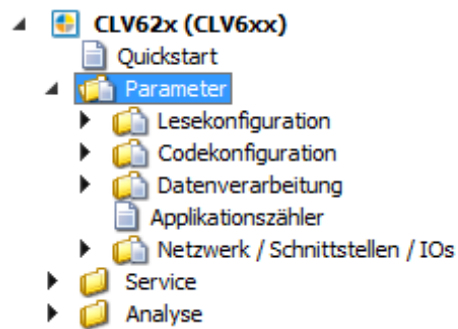 CLV62x (CLV6xx)
Quickstart
Parameter
Lesekonfiguration
Codekonfiguration
Datenverarbeitung
Applikationszähler
Netzwerk / Schnittstellen / IOs
Service
Analyse